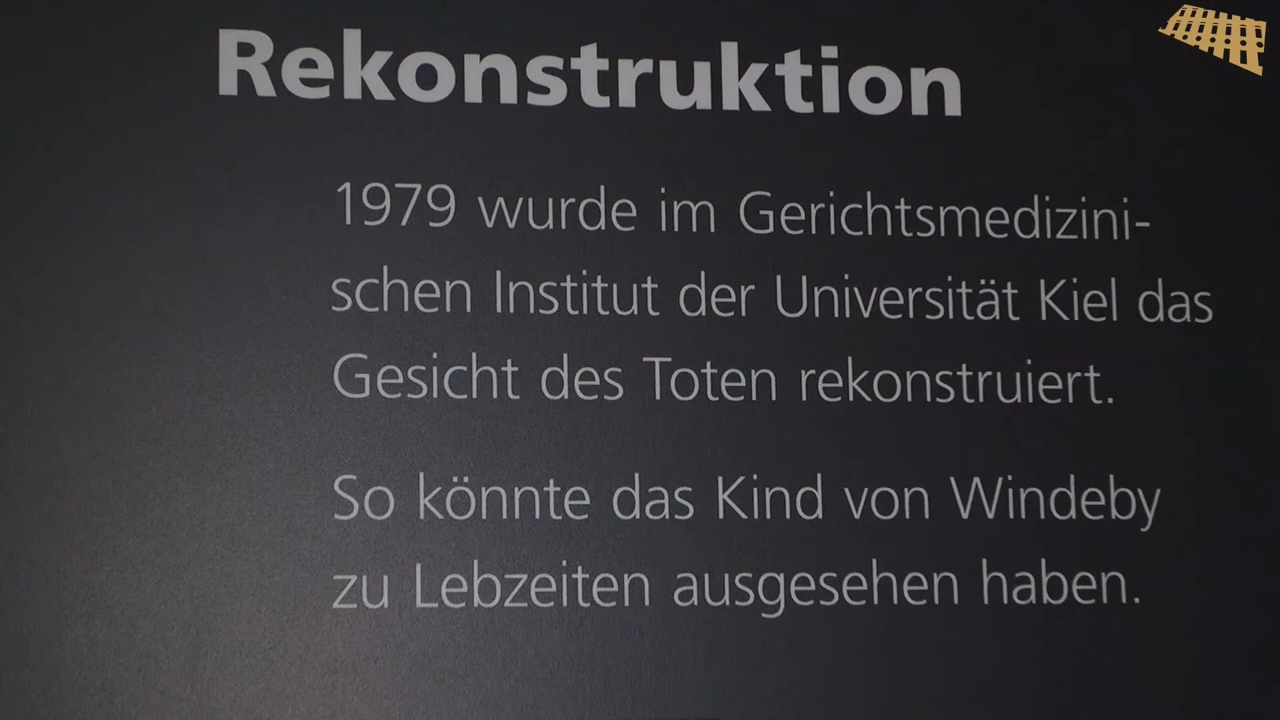 Rekonstruktion
1979 wurde im Gerichtsmedizini-
schen Institut der Universität Kiel das
Gesicht des Toten rekonstruiert.
So könnte das Kind von Windeby
zu Lebzeiten ausgesehen haben.